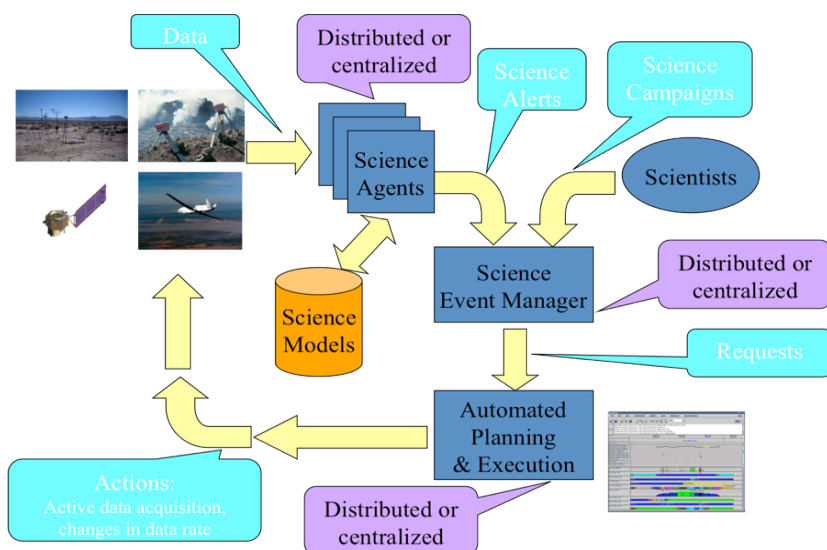 Data
Distributed or
centralized
Science
Alerts
Science
Campaigns
Science
Agents
Scientists
Science
Event Manager
Distributed or
centralized
Science
Models
Requests
Automated
Planning
& Execution
Actions:
Active data acquisition,
changes in data rate
Distributed or
centralized